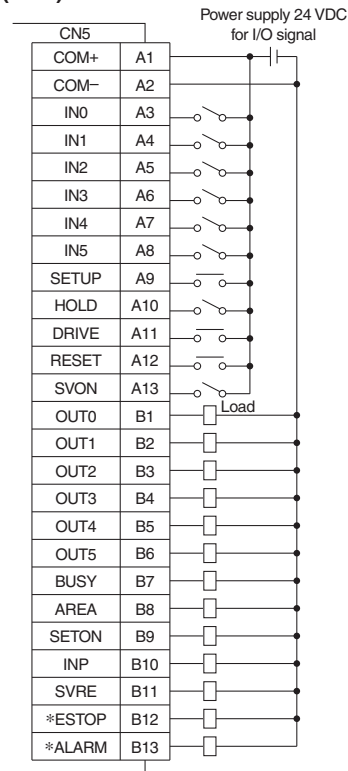 Power supply 24 VDC
for I/O signal
CN5
COM+ A1
COM– A2
IN0 A3
IN1 A4
IN2 A5
IN3 A6
IN4 A7
IN5 A8
SETUP A9
HOLD A10
DRIVE A11
RESET A12
SVON A13
Load
OUT0 B1
OUT1 B2
OUT2 B3
OUT3 B4
OUT4 B5
OUT5 B6
BUSY B7
AREA B8
SETON B9
INP B10
SVRE B11
*ESTOP B12
*ALARM B13